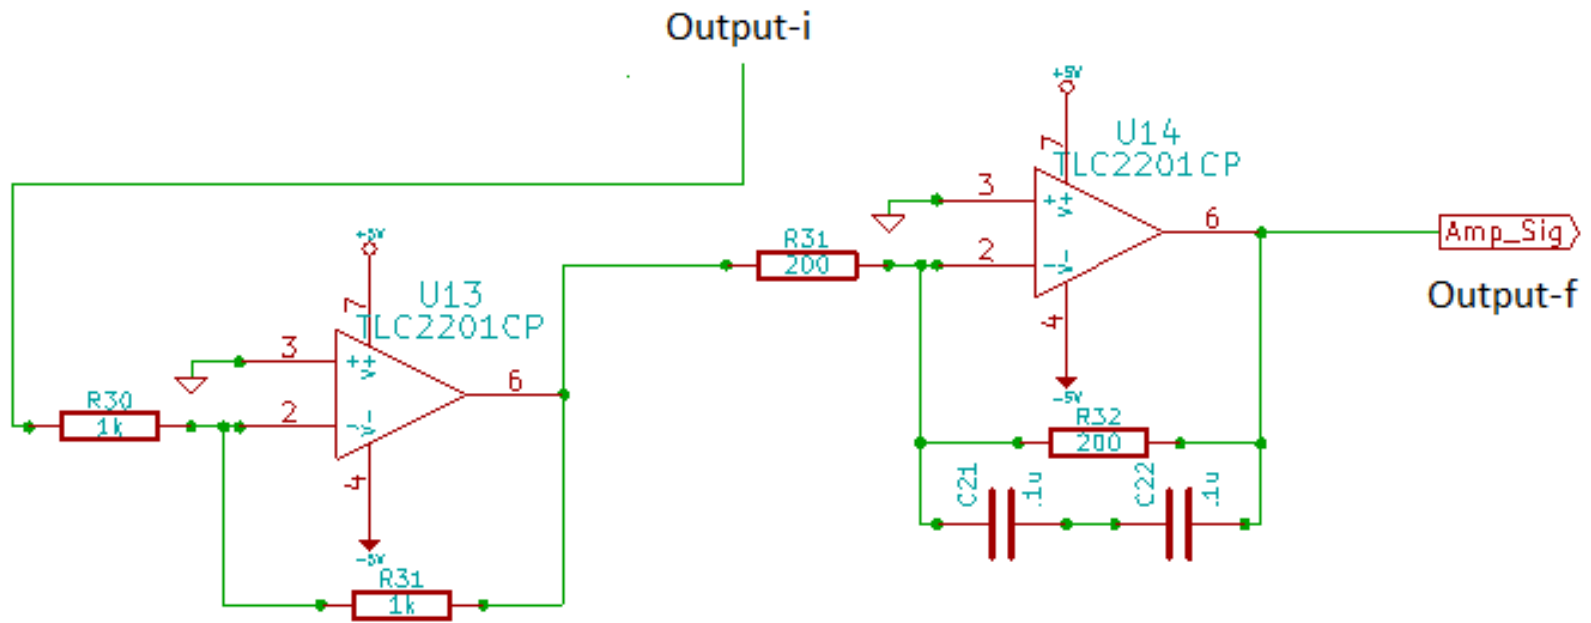 Output-i
+5V
U14
TLC2201CP
7
3
+
V+
6
Amp_Sig
R31
200
2
-
V-
4
-5V
Output-f
+5V
U13
TLC2201CP
7
3
+
V+
6
R30
1k
2
-
V-
4
-5V
R31
1k
R32
200
C21
.1u
C22
.1u